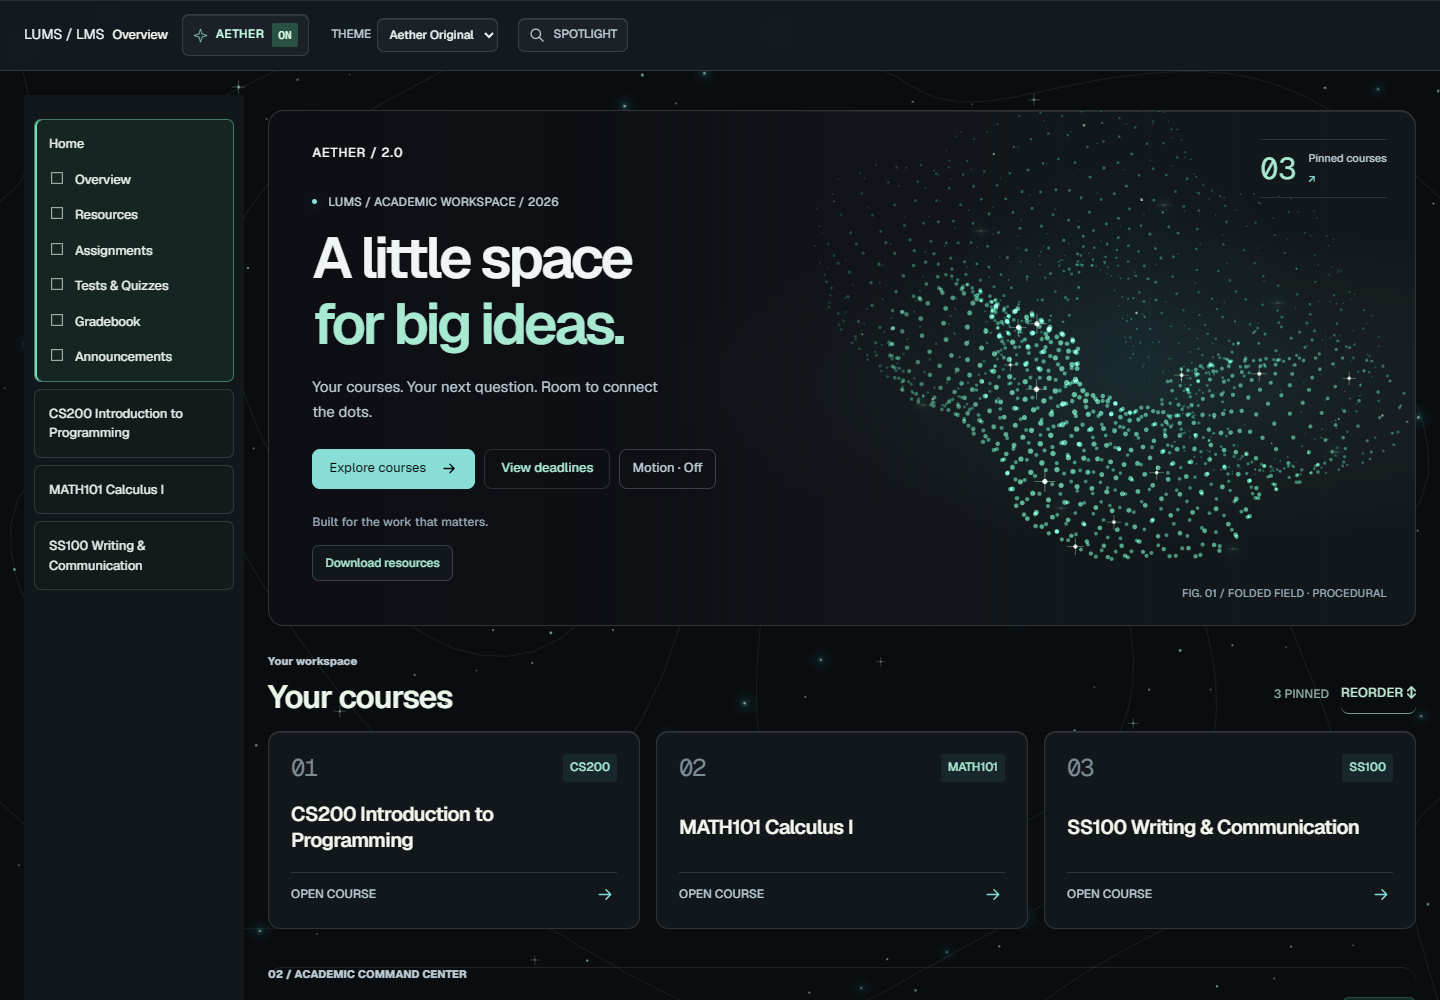 LUMS / LMS Overview
AETHER ON
THEME Aether Original
SPOTLIGHT
Home
Overview
Resources
Assignments
Tests & Quizzes
Gradebook
Announcements
CS200 Introduction to
Programming
MATH101 Calculus I
SS100 Writing &
Communication
AETHER / 2.0
03 Pinned courses
LUMS / ACADEMIC WORKSPACE / 2026
A little space
for big ideas.
Your courses. Your next question. Room to connect
the dots.
Explore courses
View deadlines
Motion · Off
Built for the work that matters.
Download resources
FIG. 01 / FOLDED FIELD · PROCEDURAL
Your workspace
Your courses
3 PINNED REORDER
01 CS200
CS200 Introduction to
Programming
OPEN COURSE
02 MATH101
MATH101 Calculus I
OPEN COURSE
03 SS100
SS100 Writing & Communication
OPEN COURSE
02 / ACADEMIC COMMAND CENTER